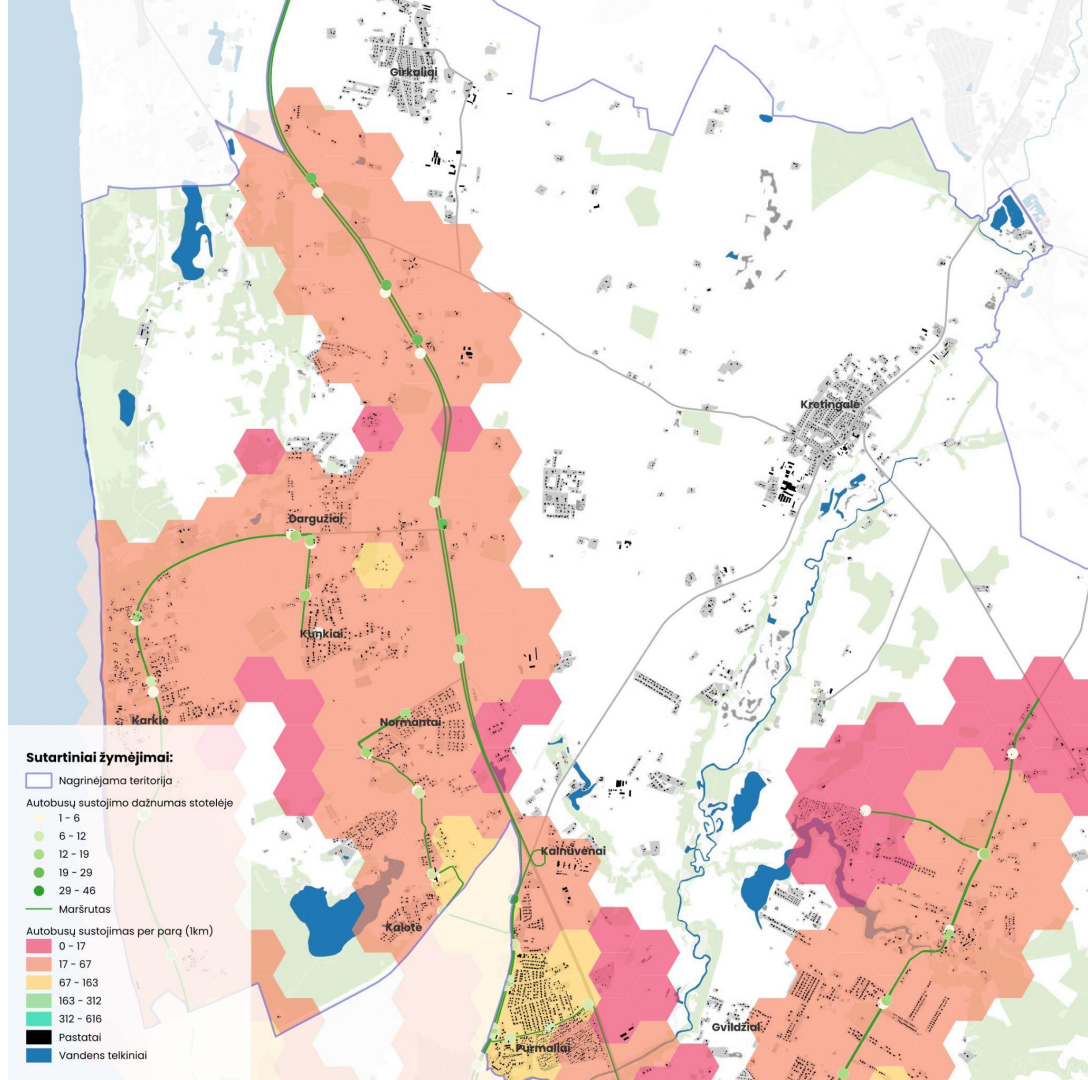 Girkaliai
Kretingalė
Dargužiai
Kunkiai
Karklė
Normantai
Kalnuvėnai
Kalotė
Gvildžiai
Purmaliai
Sutartiniai žymėjimai:
Nagrinėjama teritorija
Autobusų sustojimo dažnumas stotelėje
1 - 6
6 - 12
12 - 19
19 - 29
29 - 46
Maršrutas
Autobusų sustojimas per parą (1km)
0 - 17
17 - 67
67 - 163
163 - 312
312 - 616
Pastatai
Vandens telkiniai